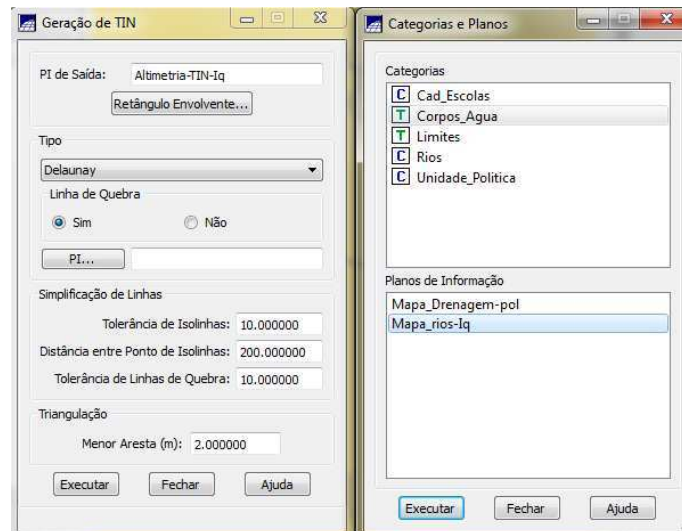 Geração de TIN
PI de Saída: Altimetria-TIN-Iq
Retângulo Envolvente...
Tipo
Delaunay
Linha de Quebra
Sim Não
PI...
Simplificação de Linhas
Tolerância de Isolinhas: 10.000000
Distância entre Ponto de Isolinhas: 200.000000
Tolerância de Linhas de Quebra: 10.000000
Triangulação
Menor Aresta (m): 2.000000
Executar Fechar Ajuda
Categorias e Planos
Categorias
C Cad_Escolas
T Corpos_Agua
T Limites
C Rios
C Unidade_Politica
Planos de Informação
Mapa_Drenagem-pol
Mapa_rios-Iq
Executar Fechar Ajuda